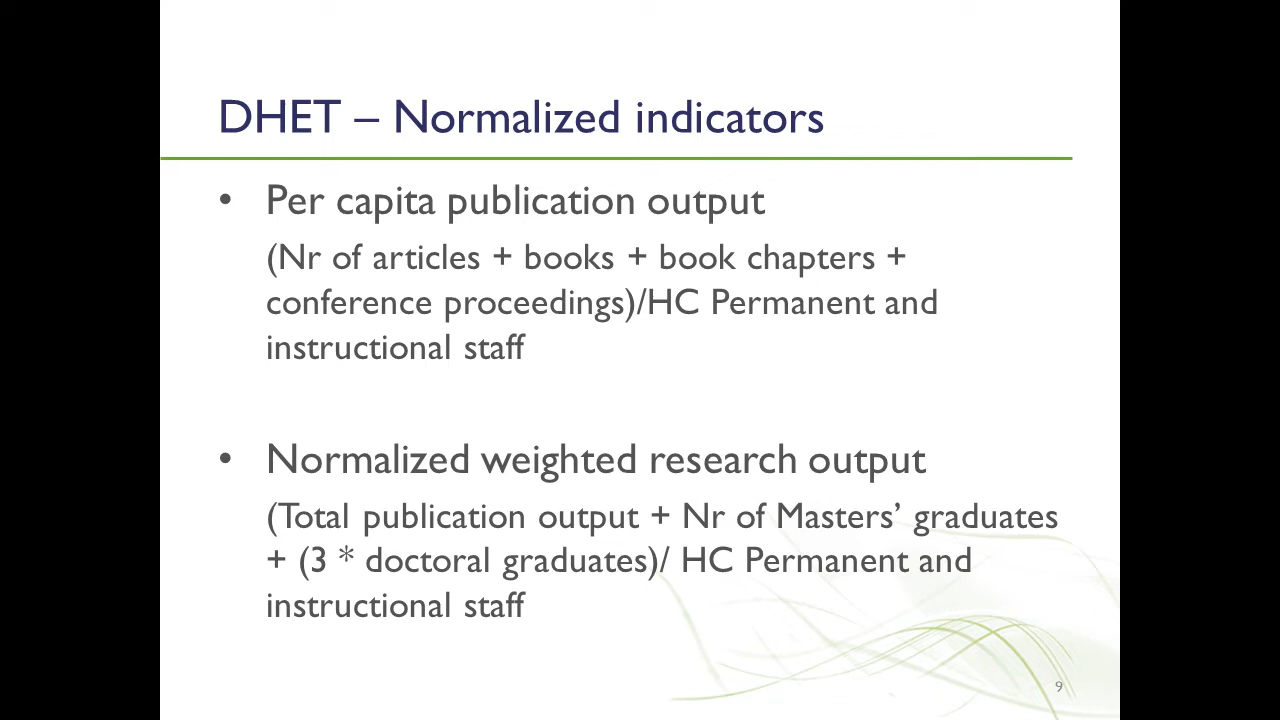 DHET – Normalized indicators
• Per capita publication output
(Nr of articles + books + book chapters +
conference proceedings)/HC Permanent and
instructional staff
• Normalized weighted research output
(Total publication output + Nr of Masters’ graduates
+ (3 * doctoral graduates)/ HC Permanent and
instructional staff
9